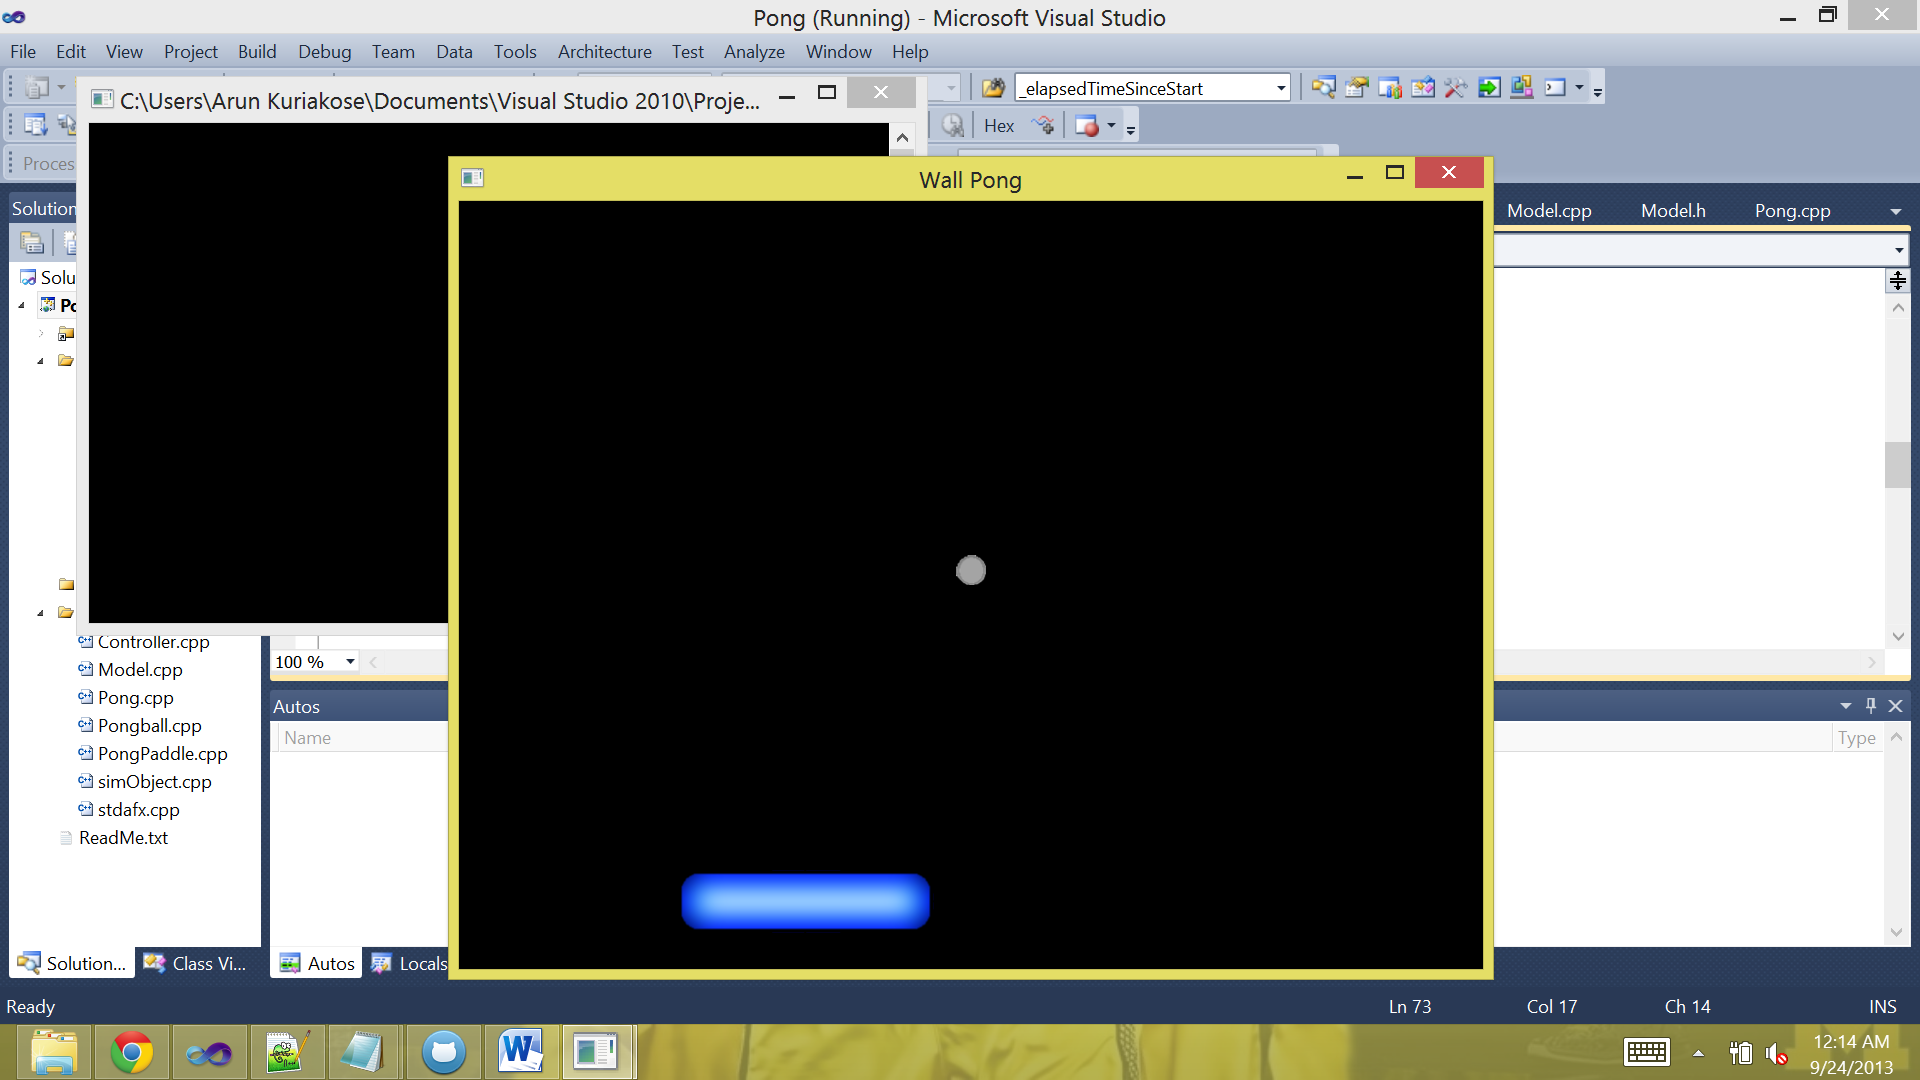 Pong (Running) - Microsoft Visual Studio
File Edit View Project Build Debug Team Data Tools Architecture Test Analyze Window Help
C:\Users\Arun Kuriakose\Documents\Visual Studio 2010\Proje...
_elapsedTimeSinceStart
Hex
Proces
Wall Pong
Solution
Model.cpp Model.h Pong.cpp
Solu
Po
Controller.cpp
Model.cpp
Pong.cpp
Pongball.cpp
PongPaddle.cpp
simObject.cpp
stdafx.cpp
ReadMe.txt
100 %
Autos
Name
Type
Solution... Class Vi... Autos Locals
Ready
Ln 73 Col 17 Ch 14 INS
W
12:14 AM
9/24/2013